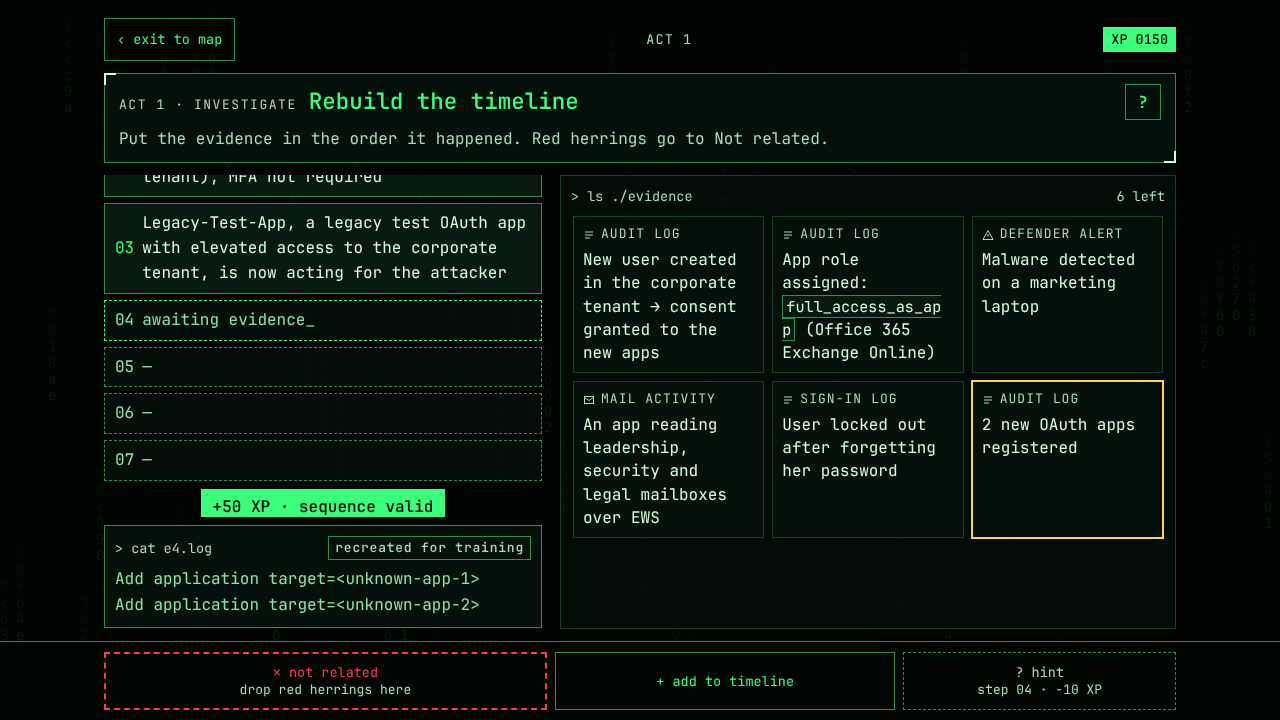 ‹ exit to map
ACT 1
XP 0150
ACT 1 · INVESTIGATE Rebuild the timeline
?
Put the evidence in the order it happened. Red herrings go to Not related.
tenant), MFA not required
03 Legacy-Test-App, a legacy test OAuth app
with elevated access to the corporate
tenant, is now acting for the attacker
04 awaiting evidence_
05 —
06 —
07 —
+50 XP · sequence valid
> cat e4.log
recreated for training
Add application target=<unknown-app-1>
Add application target=<unknown-app-2>
> ls ./evidence
6 left
AUDIT LOG
New user created
in the corporate
tenant → consent
granted to the
new apps
AUDIT LOG
App role
assigned:
full_access_as_ap
p (Office 365
Exchange Online)
DEFENDER ALERT
Malware detected
on a marketing
laptop
MAIL ACTIVITY
An app reading
leadership,
security and
legal mailboxes
over EWS
SIGN-IN LOG
User locked out
after forgetting
her password
AUDIT LOG
2 new OAuth apps
registered
× not related
drop red herrings here
+ add to timeline
? hint
step 04 · -10 XP